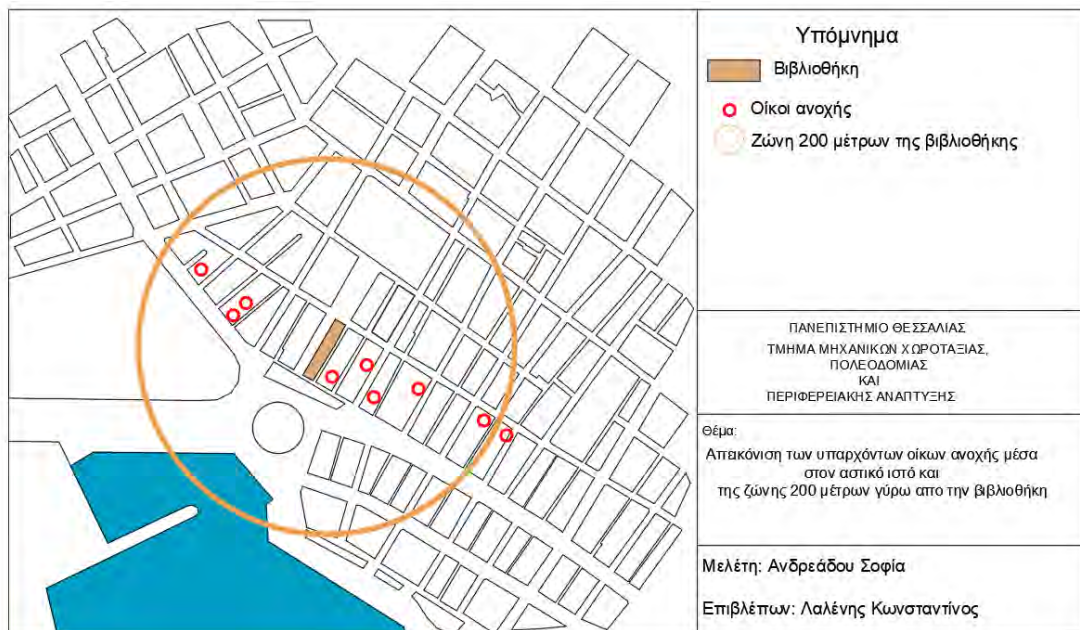 Υπόμνημα
Βιβλιοθήκη
Οίκοι ανοχής
Ζώνη 200 μέτρων της βιβλιοθήκης
ΠΑΝΕΠΙΣΤΗΜΙΟ ΘΕΣΣΑΛΙΑΣ
ΤΜΗΜΑ ΜΗΧΑΝΙΚΩΝ ΧΩΡΟΤΑΞΙΑΣ,
ΠΟΛΕΟΔΟΜΙΑΣ
ΚΑΙ
ΠΕΡΙΦΕΡΕΙΑΚΗΣ ΑΝΑΠΤΥΞΗΣ
Θέμα:
Απεικόνιση των υπαρχόντων οίκων ανοχής μέσα
στον αστικό ιστό και
της ζώνης 200 μέτρων γύρω απο την βιβλιοθήκη
Μελέτη: Ανδρεάδου Σοφία
Επιβλέπων: Λαλένης Κωνσταντίνος